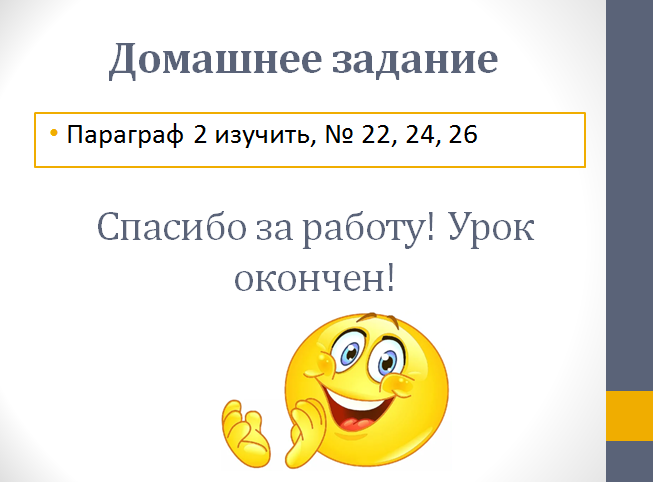 Домашнее задание
• Параграф 2 изучить, № 22, 24, 26
Спасибо за работу! Урок
окончен!